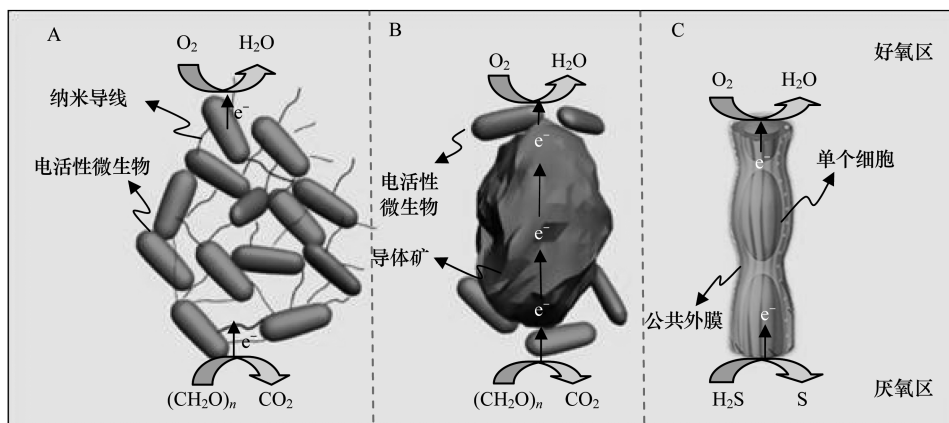 A
O₂
H₂O
纳米导线
e⁻
电活性微生物
e⁻
(CH₂O)n
CO₂
B
O₂
H₂O
e⁻
电活性
微生物
e⁻
导体矿
e⁻
(CH₂O)n
CO₂
C
好氧区
O₂
H₂O
e⁻
单个细胞
公共外膜
e⁻
H₂S
S
厌氧区